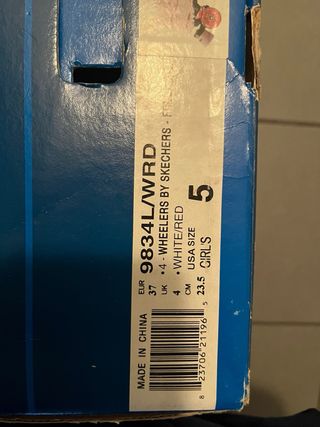 9834L/WRD
• 4 - WHEELERS BY SKECHERS -
• WHITE/RED
EUR UK CM USA SIZE
37 4 23.5 5
GIRLS
MADE IN CHINA
8 23706 21196 5